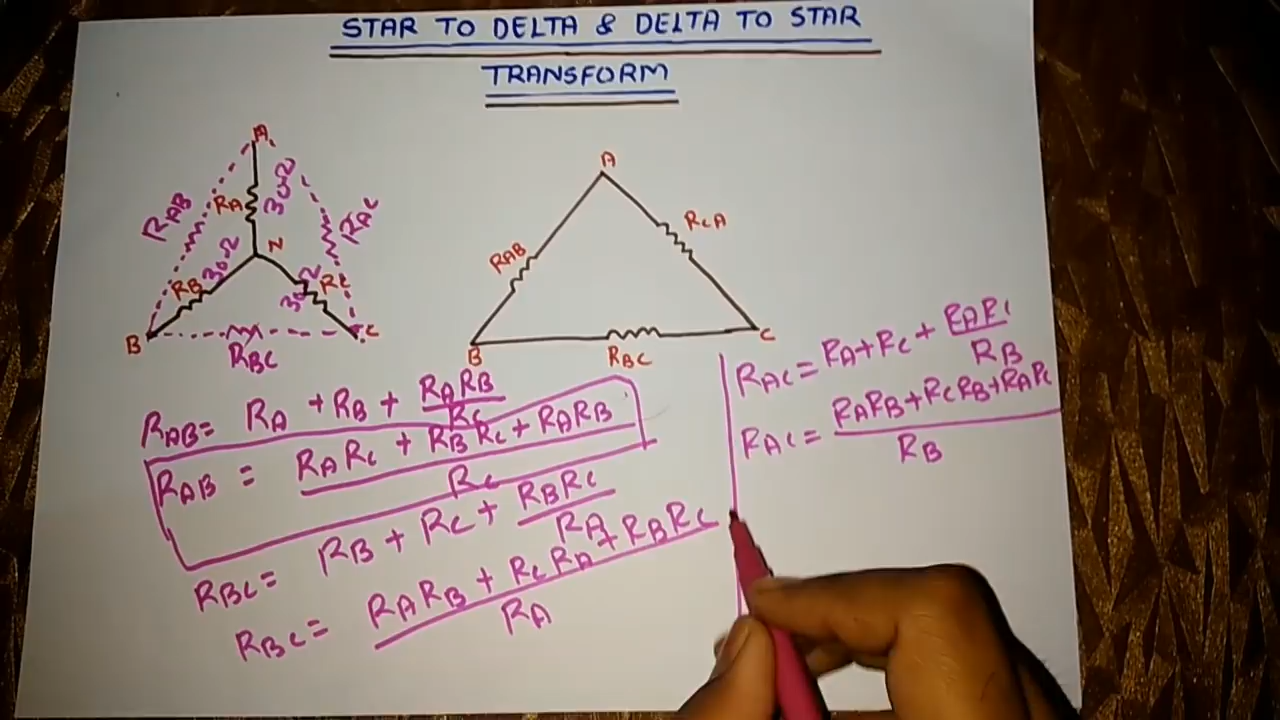 STAR TO DELTA & DELTA TO STAR
TRANSFORM
A
RAB
RA
30Ω
RAC
N
RB
30Ω
RC
30Ω
B
C
RBC
A
RAB
RCA
B
C
RBC
RAB = RA + RB + RARB / RC
RAB = RARC + RBRC + RARB / RC
RBC = RB + RC + RBRC / RA
RBC = RARB + RCRA + RBRC / RA
RAC = RA + RC + RARC / RB
RAC = RARB + RCRB + RARC / RB